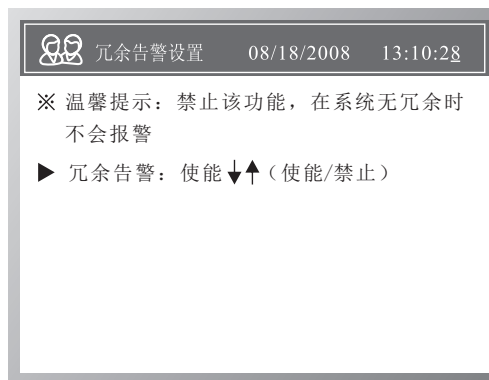 冗余告警设置 08/18/2008 13:10:28
※ 温馨提示：禁止该功能，在系统无冗余时
不会报警
▶ 冗余告警：使能↓↑（使能/禁止）